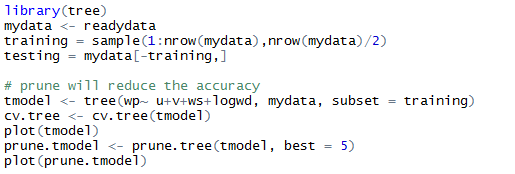 library(tree)
mydata <- readydata
training = sample(1:nrow(mydata),nrow(mydata)/2)
testing = mydata[-training,]
# prune will reduce the accuracy
tmodel <- tree(wp~ u+v+ws+logwd, mydata, subset = training)
cv.tree <- cv.tree(tmodel)
plot(tmodel)
prune.tmodel <- prune.tree(tmodel, best = 5)
plot(prune.tmodel)